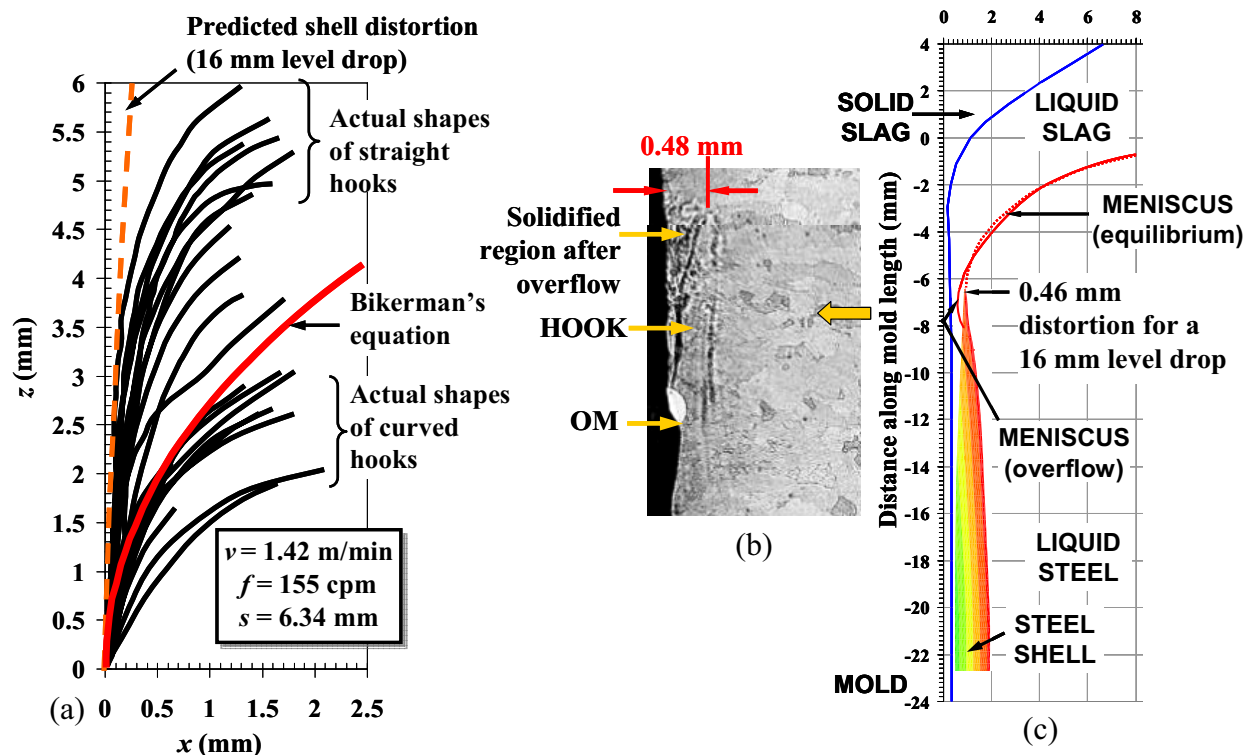 Predicted shell distortion
(16 mm level drop)
6
5.5
5
4.5
4
3.5
3
2.5
2
1.5
1
0.5
0
z (mm)
Actual shapes
of straight
hooks
Bikerman's
equation
Actual shapes
of curved
hooks
v = 1.42 m/min
f = 155 cpm
s = 6.34 mm
0 0.5 1 1.5 2 2.5
x (mm)
(a)
0.48 mm
Solidified
region after
overflow
HOOK
OM
(b)
0 2 4 6 8
4
2
0
-2
-4
-6
-8
-10
-12
-14
-16
-18
-20
-22
-24
Distance along mold length (mm)
SOLID
SLAG
LIQUID
SLAG
MENISCUS
(equilibrium)
0.46 mm
distortion for a
16 mm level drop
MENISCUS
(overflow)
LIQUID
STEEL
STEEL
SHELL
MOLD
(c)